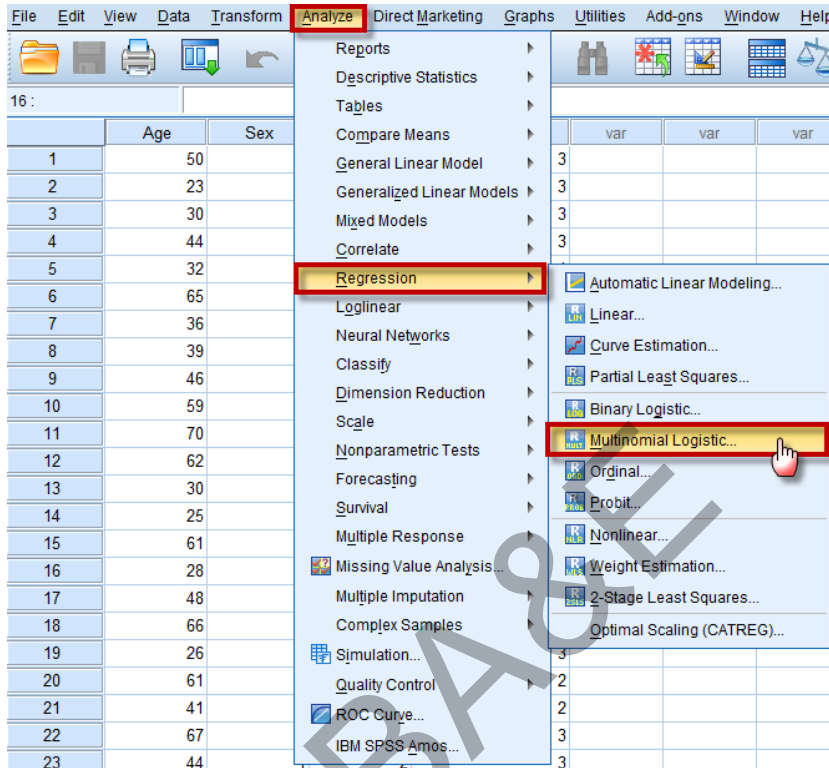 File Edit View Data Transform Analyze Direct Marketing Graphs Utilities Add-ons Window Help
16 :
Age Sex var var var
1 50 3
2 23 3
3 30 3
4 44 3
5 32
6 65
7 36
8 39
9 46
10 59
11 70
12 62
13 30
14 25
15 61
16 28
17 48
18 66
19 26 3
20 61 2
21 41 2
22 67 3
23 44 3
Reports
Descriptive Statistics
Tables
Compare Means
General Linear Model
Generalized Linear Models
Mixed Models
Correlate
Regression
Loglinear
Neural Networks
Classify
Dimension Reduction
Scale
Nonparametric Tests
Forecasting
Survival
Multiple Response
Missing Value Analysis...
Multiple Imputation
Complex Samples
Simulation...
Quality Control
ROC Curve...
IBM SPSS Amos...
Automatic Linear Modeling...
Linear...
Curve Estimation...
Partial Least Squares...
Binary Logistic...
Multinomial Logistic...
Ordinal...
Probit...
Nonlinear...
Weight Estimation...
2-Stage Least Squares...
Optimal Scaling (CATREG)...
BA&E